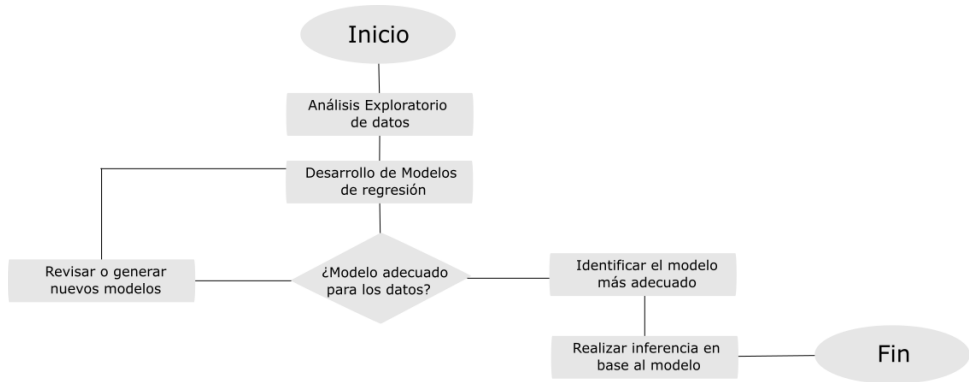 Inicio
Análisis Exploratorio
de datos
Desarrollo de Modelos
de regresión
Revisar o generar
nuevos modelos
¿Modelo adecuado
para los datos?
Identificar el modelo
más adecuado
Realizar inferencia en
base al modelo
Fin